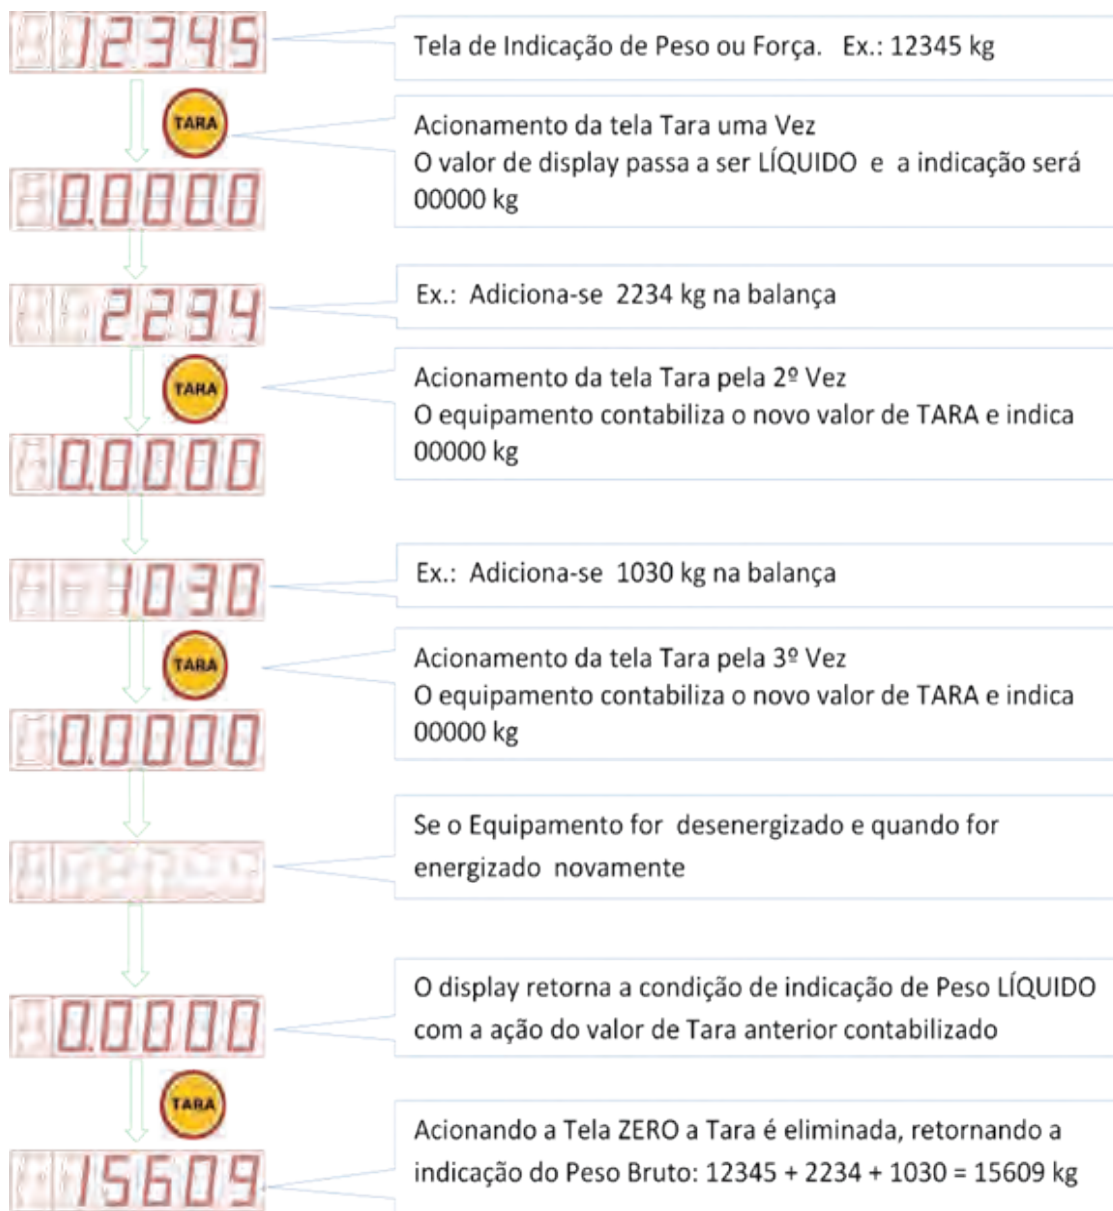 12345
Tela de Indicação de Peso ou Força. Ex.: 12345 kg
TARA
Acionamento da tela Tara uma Vez
O valor de display passa a ser LÍQUIDO e a indicação será
00000 kg
0.0000
2234
Ex.: Adiciona-se 2234 kg na balança
TARA
Acionamento da tela Tara pela 2º Vez
O equipamento contabiliza o novo valor de TARA e indica
00000 kg
0.0000
1030
Ex.: Adiciona-se 1030 kg na balança
TARA
Acionamento da tela Tara pela 3º Vez
O equipamento contabiliza o novo valor de TARA e indica
00000 kg
0.0000
Se o Equipamento for desenergizado e quando for
energizado novamente
O display retorna a condição de indicação de Peso LÍQUIDO
com a ação do valor de Tara anterior contabilizado
0.0000
TARA
Acionando a Tela ZERO a Tara é eliminada, retornando a
indicação do Peso Bruto: 12345 + 2234 + 1030 = 15609 kg
15609